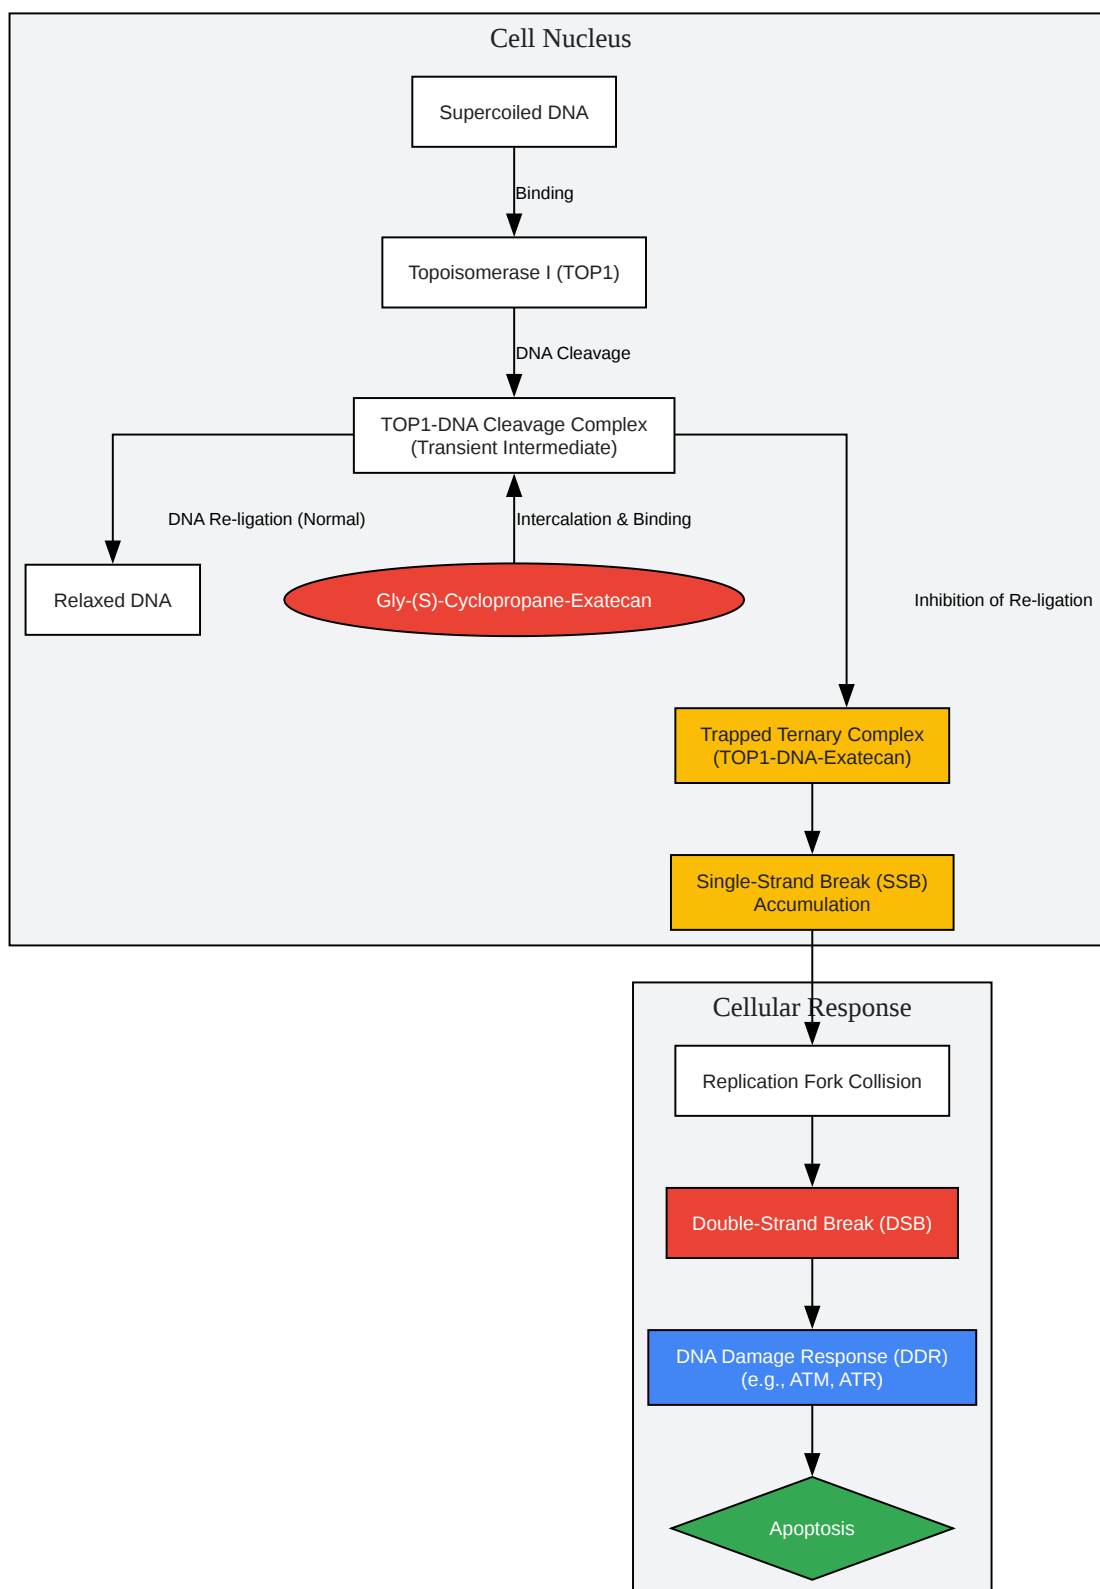 Cell Nucleus
Supercoiled DNA
Binding
Topoisomerase I (TOP1)
DNA Cleavage
TOP1-DNA Cleavage Complex
(Transient Intermediate)
DNA Re-ligation (Normal)
Intercalation & Binding
Relaxed DNA
Gly-(S)-Cyclopropane-Exatecan
Inhibition of Re-ligation
Trapped Ternary Complex
(TOP1-DNA-Exatecan)
Single-Strand Break (SSB)
Accumulation
Cellular Response
Replication Fork Collision
Double-Strand Break (DSB)
DNA Damage Response (DDR)
(e.g., ATM, ATR)
Apoptosis